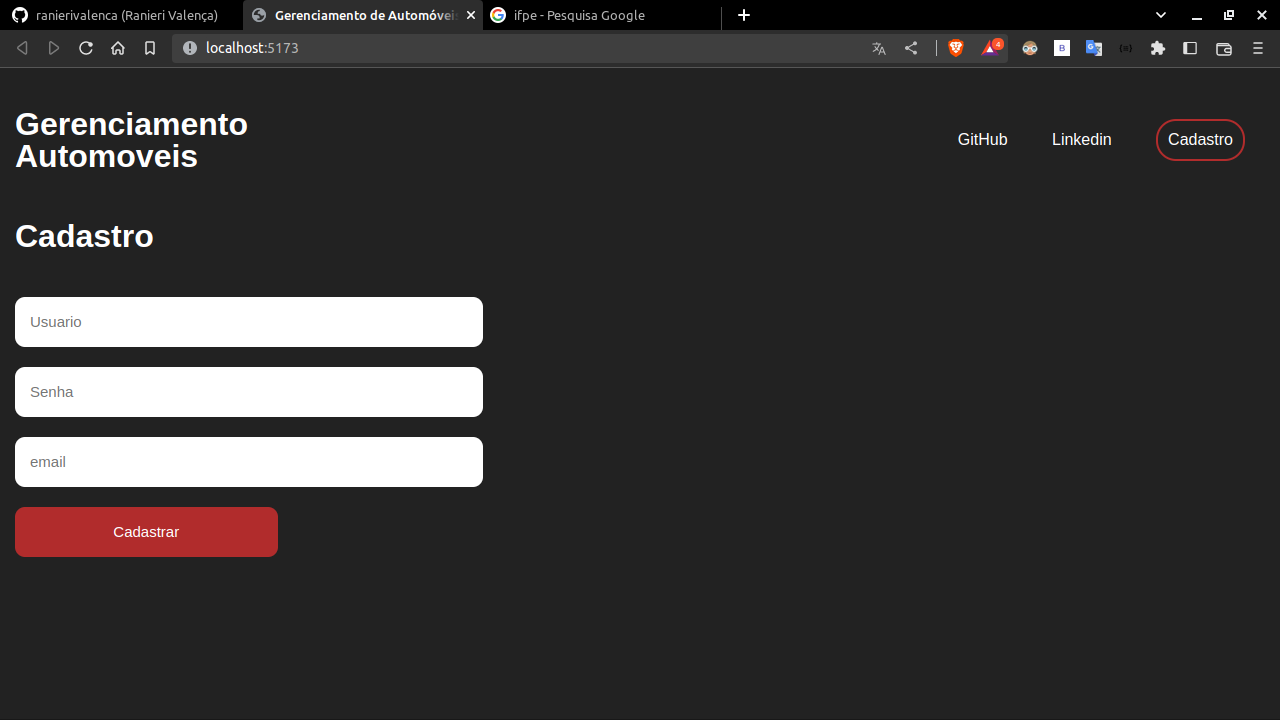 ranierivalenca (Ranieri Valença)
Gerenciamento de Automóveis
ifpe - Pesquisa Google
localhost:5173
4
B
G
{S}
Gerenciamento
Automoveis
GitHub
Linkedin
Cadastro
Cadastro
Usuario
Senha
email
Cadastrar